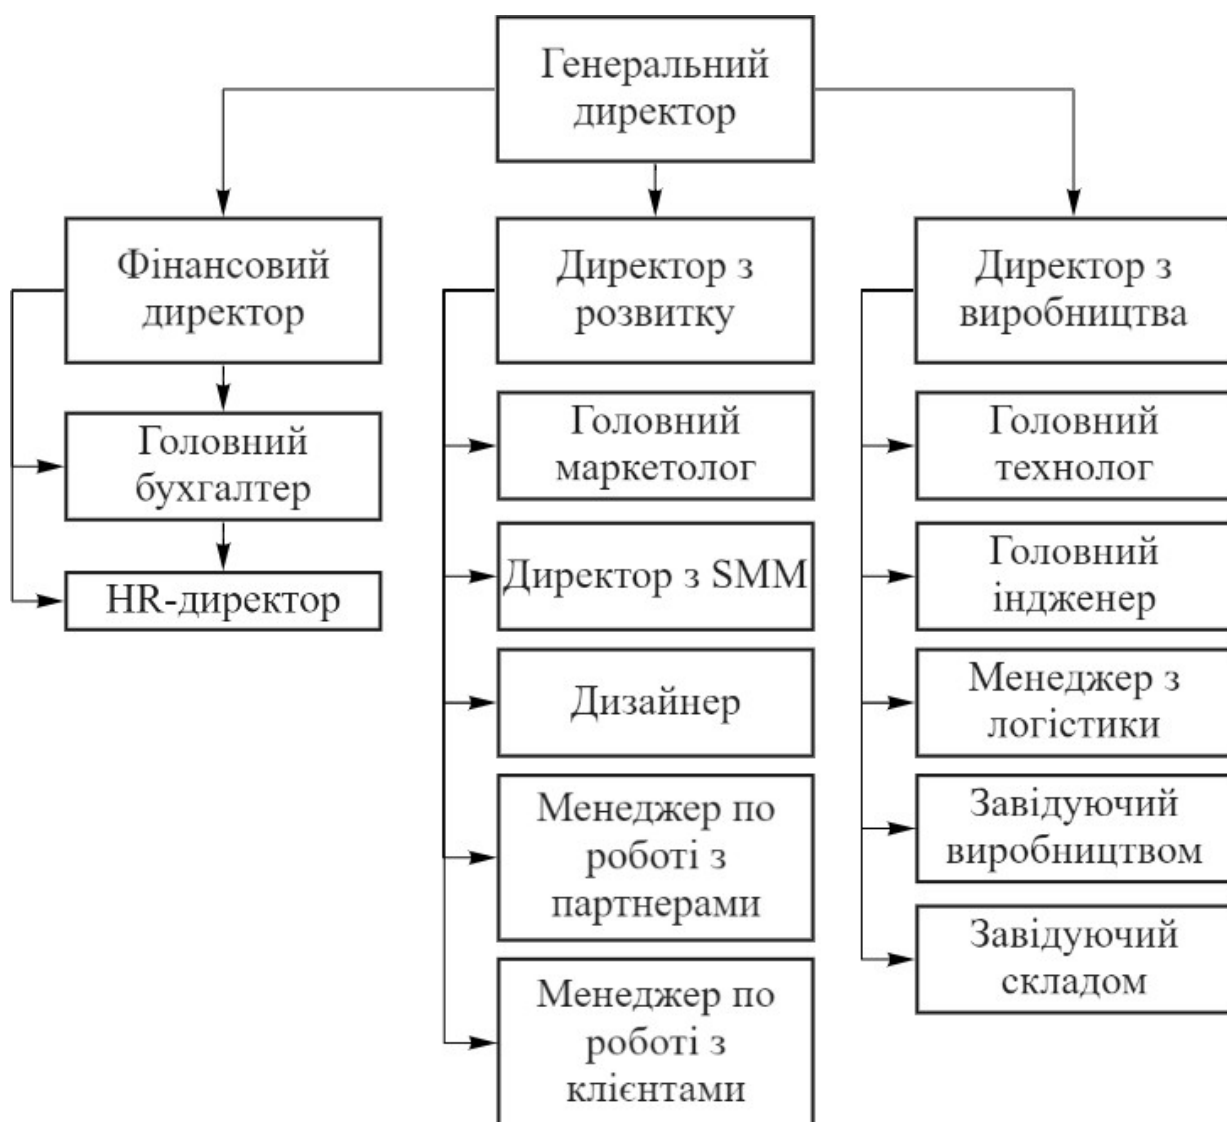 Генеральний
директор
Фінансовий
директор
Головний
бухгалтер
HR-директор
Директор з
розвитку
Головний
маркетолог
Директор з SMM
Дизайнер
Менеджер по
роботі з
партнерами
Менеджер по
роботі з
клієнтами
Директор з
виробництва
Головний
технолог
Головний
індженер
Менеджер з
логістики
Завідуючий
виробництвом
Завідуючий
складом